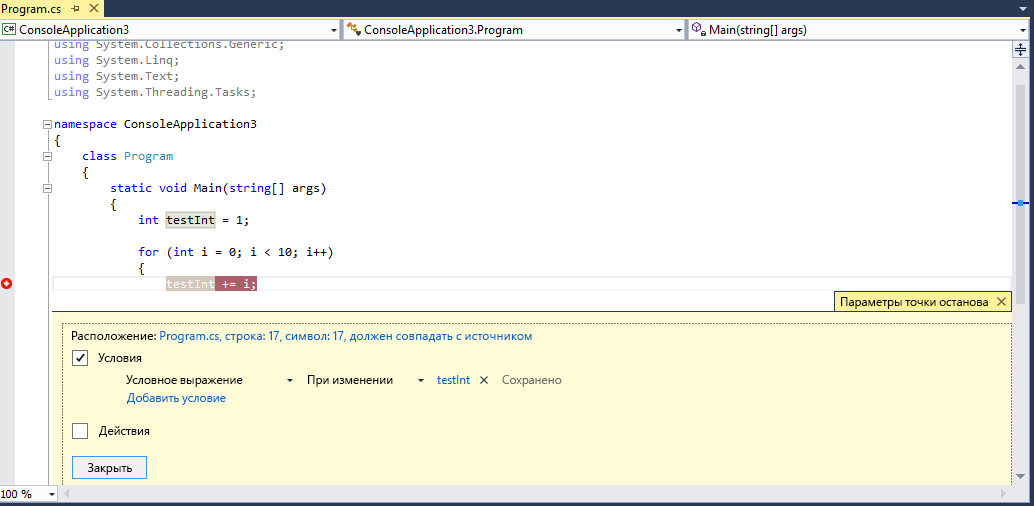 Program.cs
C# ConsoleApplication3 ConsoleApplication3.Program Main(string[] args)
using System.Collections.Generic;
using System.Linq;
using System.Text;
using System.Threading.Tasks;
namespace ConsoleApplication3
{
class Program
{
static void Main(string[] args)
{
int testInt = 1;
for (int i = 0; i < 10; i++)
{
testInt += i;
Параметры точки останова
Расположение: Program.cs, строка: 17, символ: 17, должен совпадать с источником
Условия
Условное выражение При изменении testInt Сохранено
Добавить условие
Действия
Закрыть
100 %